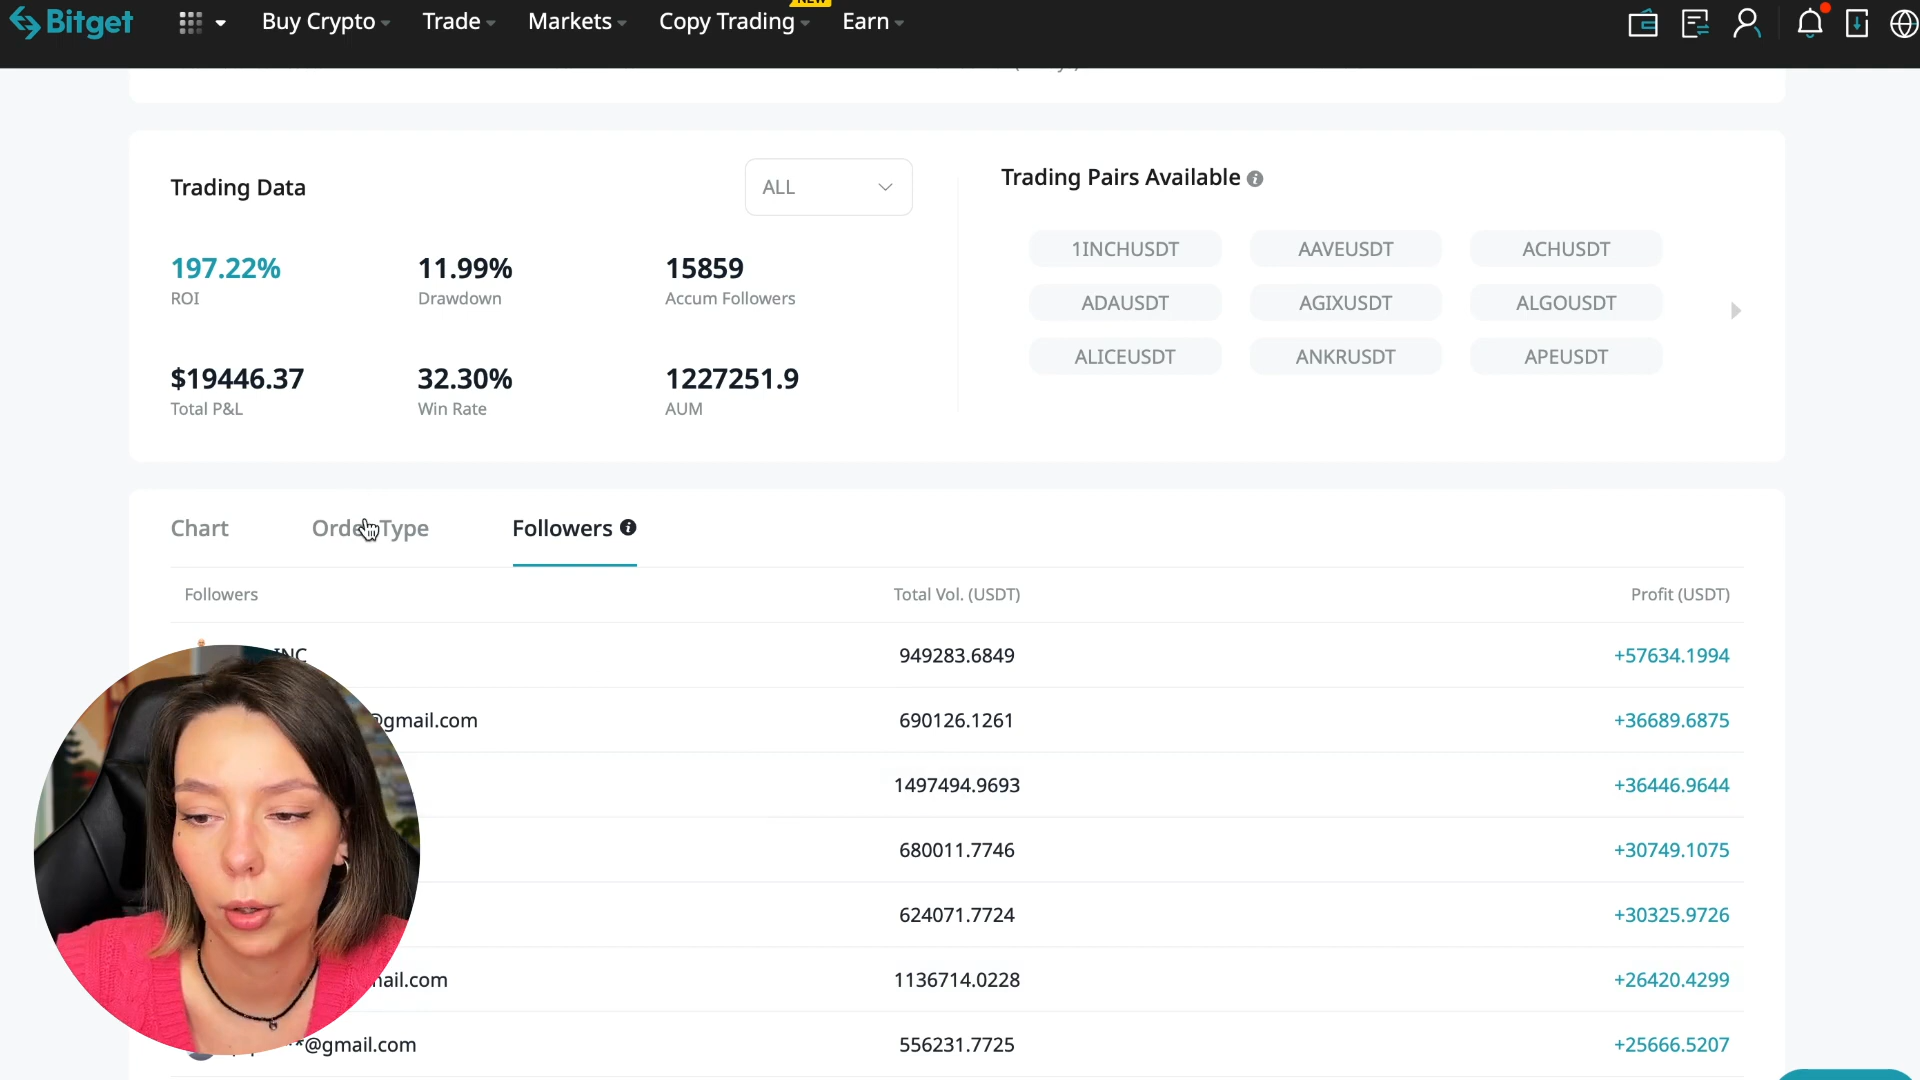 Bitget
Buy Crypto
Trade
Markets
Copy Trading
NEW
Earn
Trading Data
ALL
197.22%
ROI
11.99%
Drawdown
15859
Accum Followers
$19446.37
Total P&L
32.30%
Win Rate
1227251.9
AUM
Trading Pairs Available
1INCHUSDT AAVEUSDT ACHUSDT
ADAUSDT AGIXUSDT ALGOUSDT
ALICEUSDT ANKRUSDT APEUSDT
Chart Order Type Followers
Followers Total Vol. (USDT) Profit (USDT)
INC 949283.6849 +57634.1994
@gmail.com 690126.1261 +36689.6875
1497494.9693 +36446.9644
680011.7746 +30749.1075
624071.7724 +30325.9726
mail.com 1136714.0228 +26420.4299
**@gmail.com 556231.7725 +25666.5207